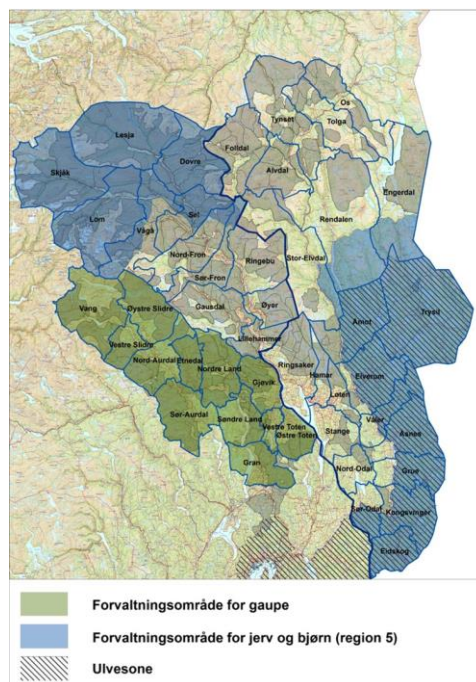 Os
Tynset
Tolga
Lesja
Folldal
Dovre
Alvdal
Skjåk
Engerdal
Rendalen
Lom
Sel
Vågå
Nord-Fron
Stor-Elvdal
Ringebu
Sør-Fron
Gausdal
Øyer
Vang
Øystre Slidre
Trysil
Åmot
Lillehammer
Vestre Slidre
Nord-Aurdal
Etnedal
Nordre Land
Ringsaker
Elverum
Hamar
Gjøvik
Løten
Sør-Aurdal
Søndre Land
Vestre Toten
Østre Toten
Stange
Våler
Åsnes
Gran
Nord-Odal
Grue
Sør-Odal
Kongsvinger
Eidskog
Forvaltningsområde for gaupe
Forvaltningsområde for jerv og bjørn (region 5)
Ulvesone